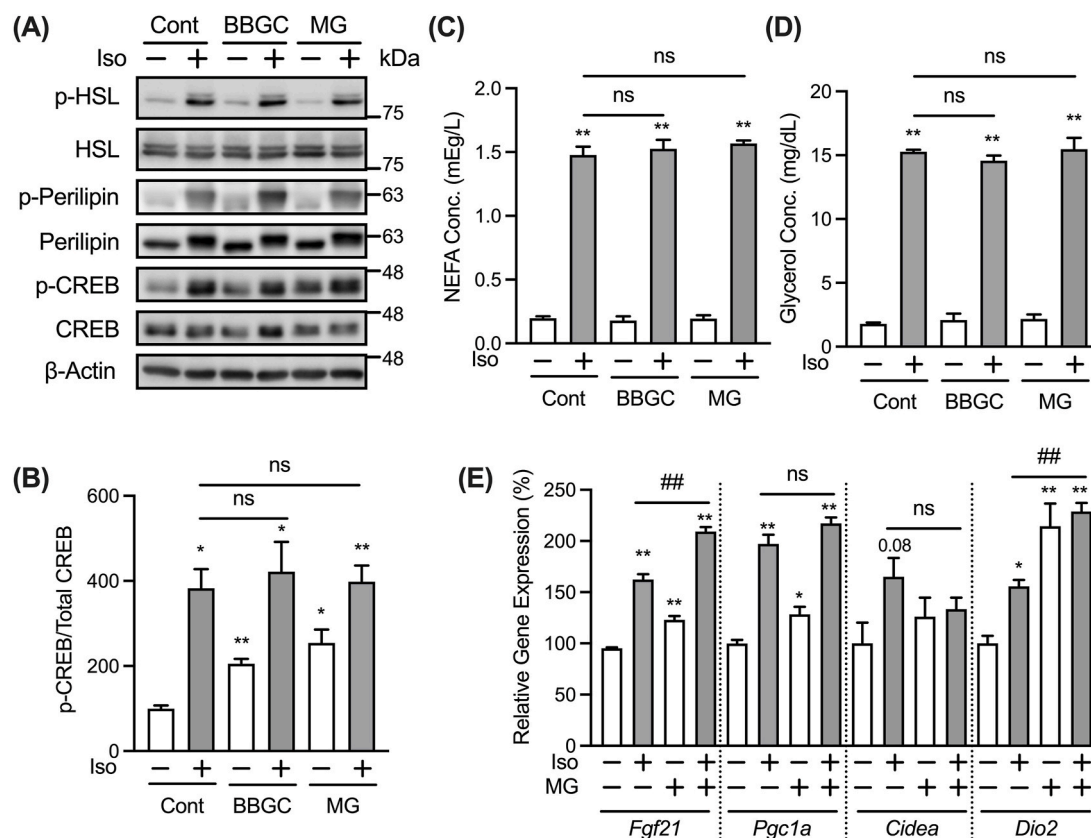 (A)
Cont BBGC MG
Iso − + − + − + kDa
p-HSL
75
HSL
75
p-Perilipin
63
Perilipin
63
p-CREB
48
CREB
β-Actin
48
(B)
p-CREB/Total CREB
600
400
200
0
ns
ns
* ** * * **
Iso − + − + − +
Cont BBGC MG
(C)
NEFA Conc. (mEg/L)
2.0
1.5
1.0
0.5
0.0
ns
ns
** ** **
Iso − + − + − +
Cont BBGC MG
(D)
Glycerol Conc. (mg/dL)
20
15
10
5
0
ns
ns
** ** **
Iso − + − + − +
Cont BBGC MG
(E)
Relative Gene Expression (%)
250
200
150
100
50
0
## ns ns ##
** ** ** ** * ** 0.08 * ** **
Iso − + − + − + − + − + − + − + − +
MG − − + + − − + + − − + + − − + +
Fgf21 Pgc1a Cidea Dio2